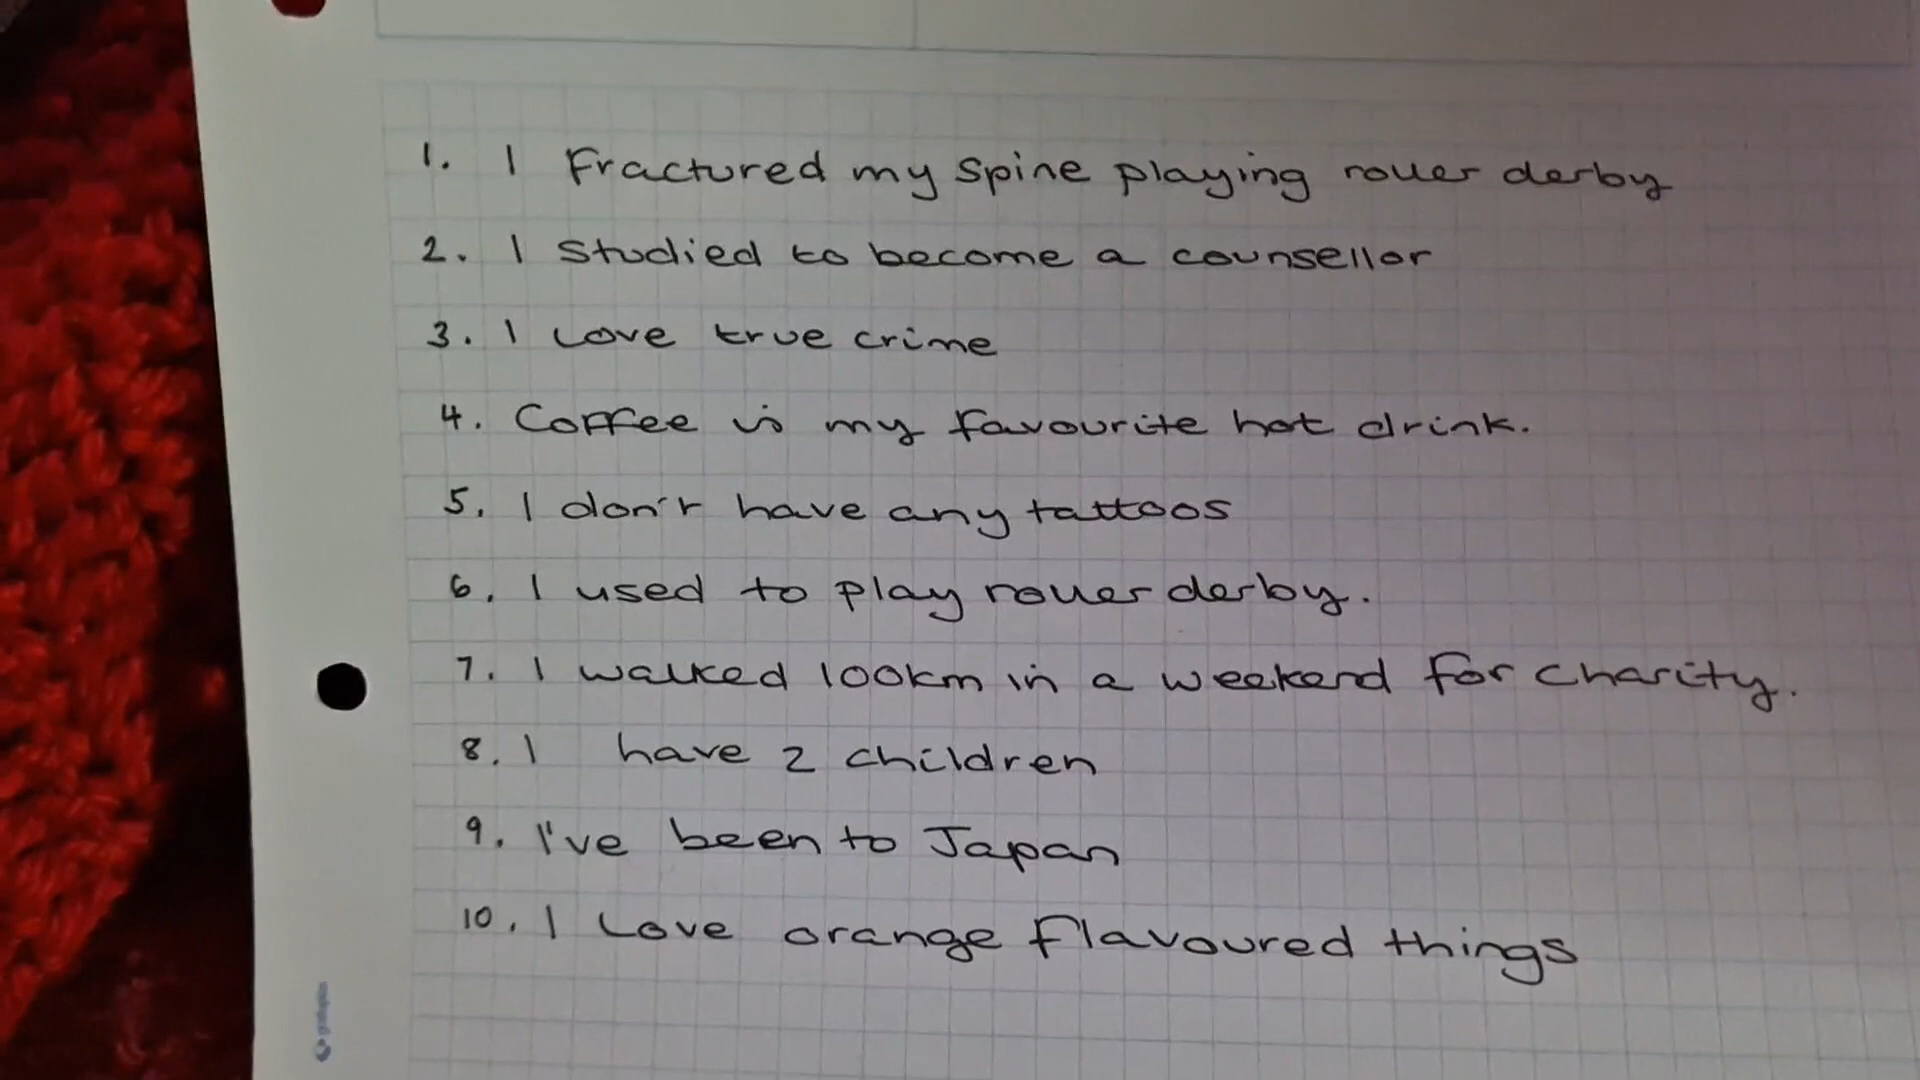 1. I Fractured my Spine playing roller derby
2. I Studied to become a counsellor
3. I Love true crime
4. Coffee is my favourite hot drink.
5. I don't have any tattoos
6. I used to play roller derby.
7. I walked 100km in a weekend for charity.
8. I have 2 children
9. I've been to Japan
10. I Love orange flavoured things